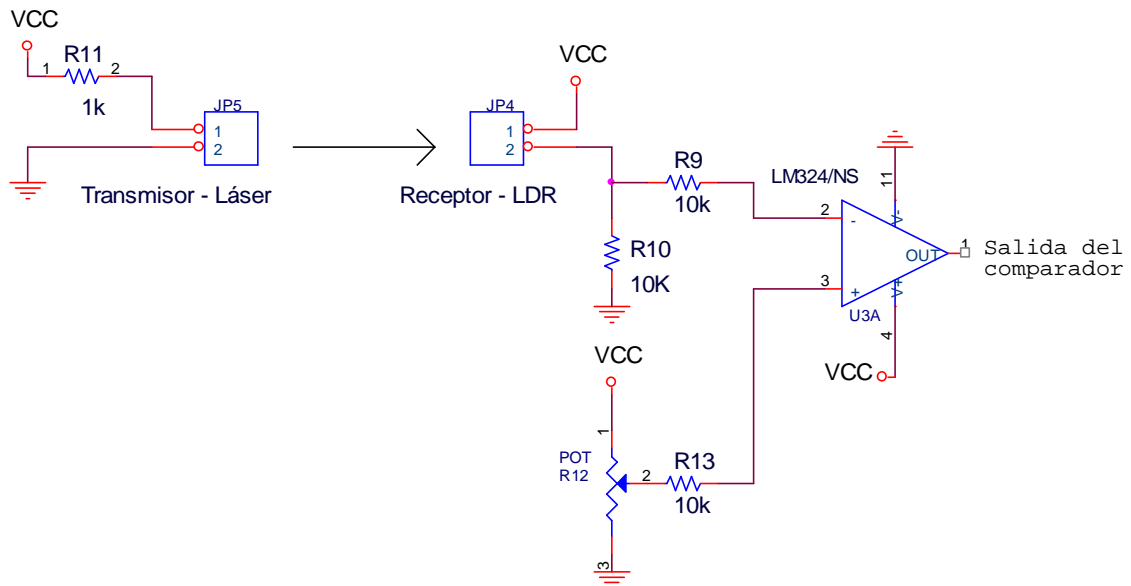 VCC
R11
1
2
1k
JP5
1
2
Transmisor - Láser
VCC
JP4
1
2
Receptor - LDR
R9
10k
R10
10K
LM324/NS
11
V-
2
-
OUT
1
3
+
V+
U3A
4
VCC
Salida del
comparador
VCC
1
POT
R12
2
R13
10k
3